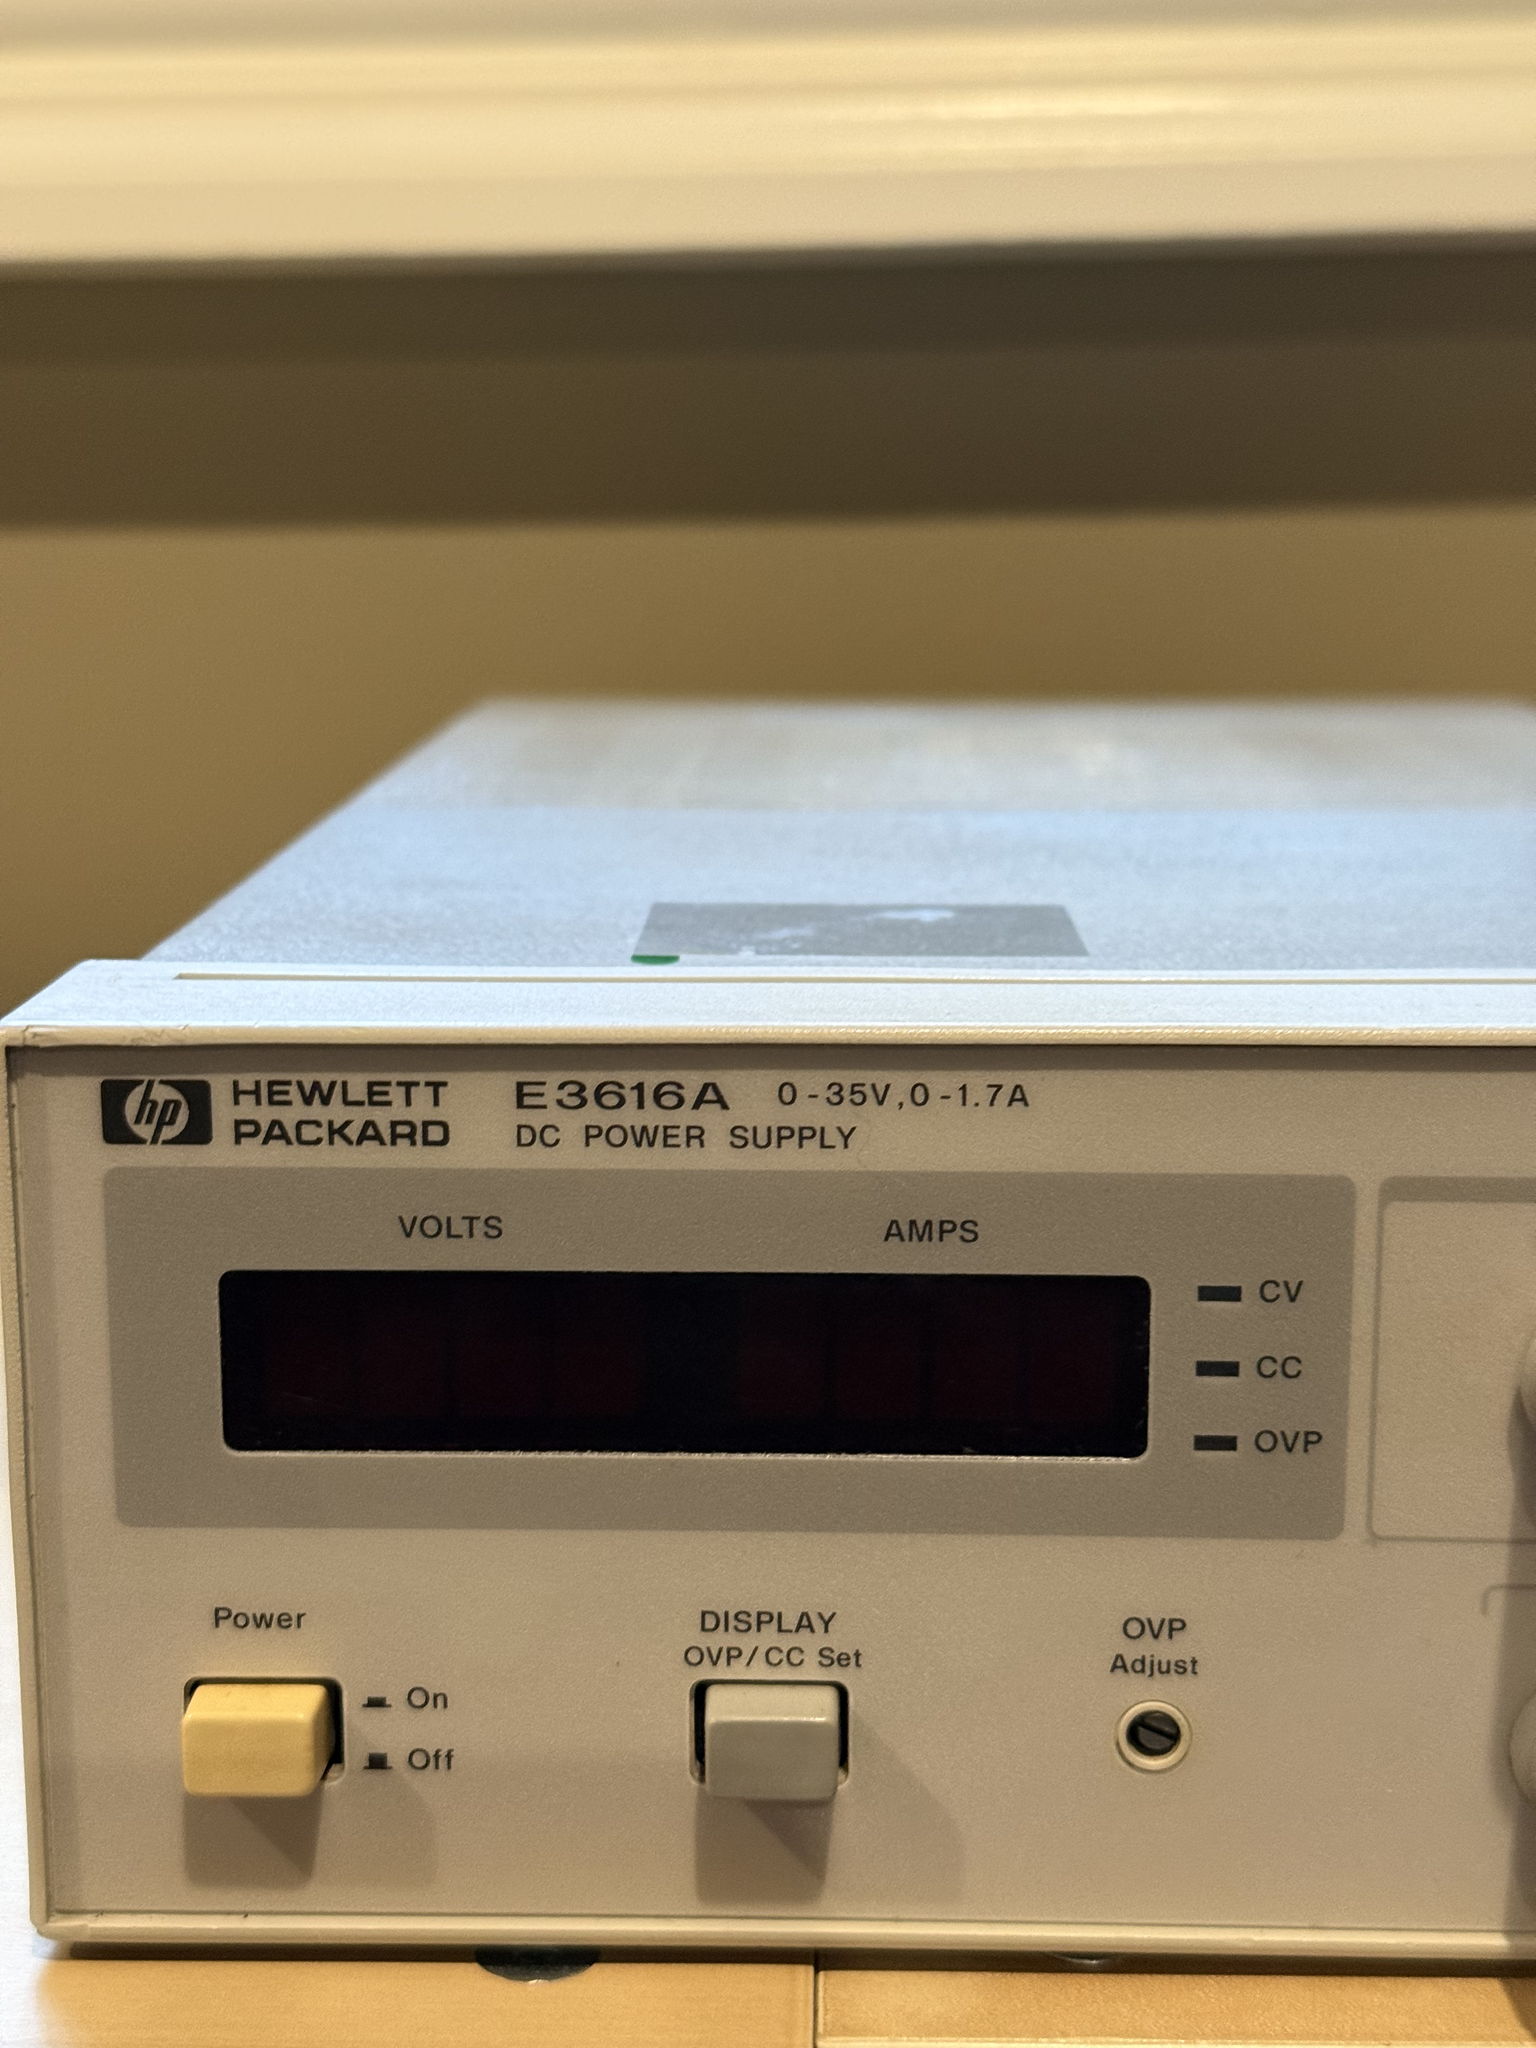 hp HEWLETT
PACKARD
E3616A 0-35V,0-1.7A
DC POWER SUPPLY
VOLTS AMPS
CV
CC
OVP
Power
On
Off
DISPLAY
OVP/CC Set
OVP
Adjust